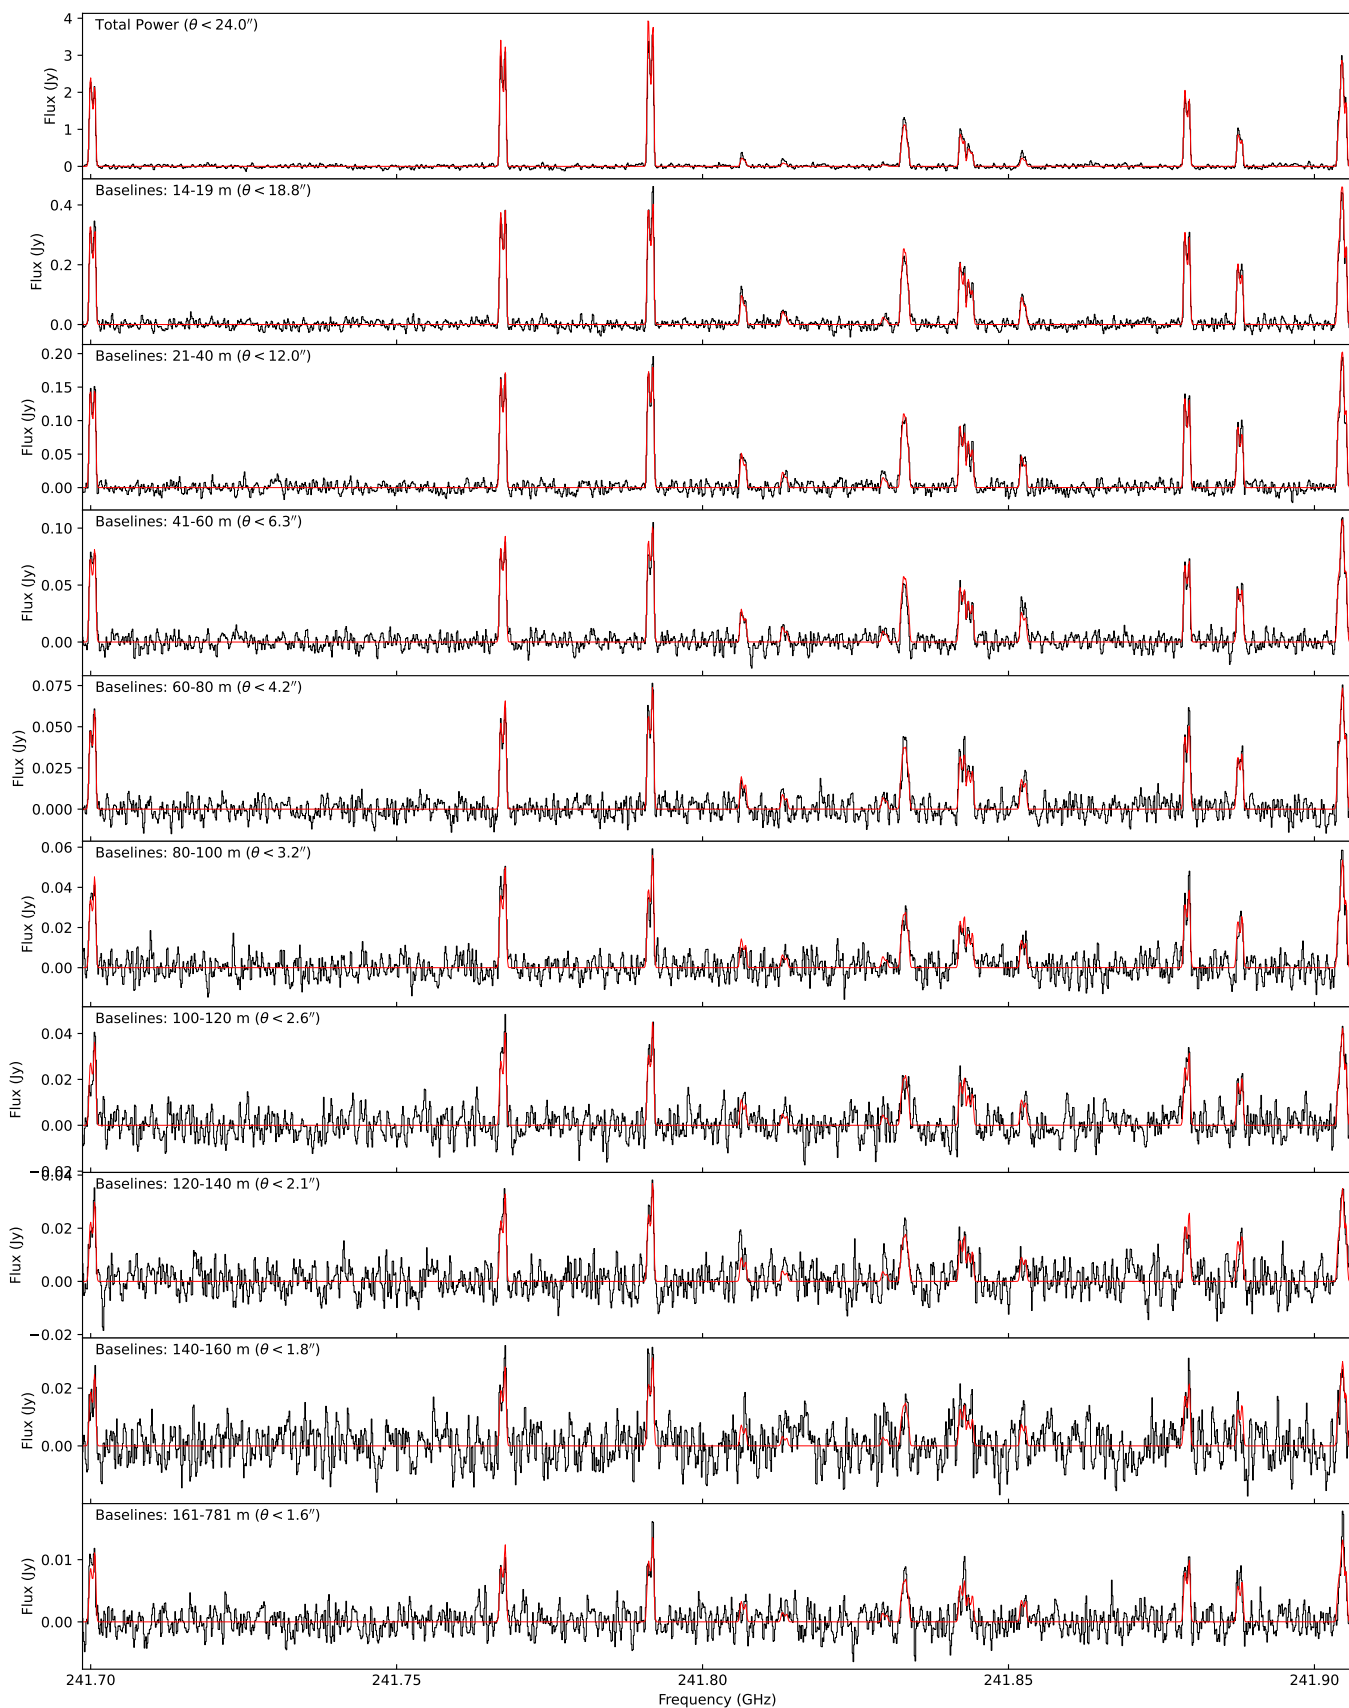 Total Power (θ < 24.0″)
4
3
2
1
0
Flux (Jy)
Baselines: 14-19 m (θ < 18.8″)
0.4
0.2
0.0
Flux (Jy)
Baselines: 21-40 m (θ < 12.0″)
0.20
0.15
0.10
0.05
0.00
Flux (Jy)
Baselines: 41-60 m (θ < 6.3″)
0.10
0.05
0.00
Flux (Jy)
Baselines: 60-80 m (θ < 4.2″)
0.075
0.050
0.025
0.000
Flux (Jy)
Baselines: 80-100 m (θ < 3.2″)
0.06
0.04
0.02
0.00
Flux (Jy)
Baselines: 100-120 m (θ < 2.6″)
0.04
0.02
0.00
−0.02
Flux (Jy)
Baselines: 120-140 m (θ < 2.1″)
0.04
0.02
0.00
−0.02
Flux (Jy)
Baselines: 140-160 m (θ < 1.8″)
0.02
0.00
Flux (Jy)
Baselines: 161-781 m (θ < 1.6″)
0.01
0.00
Flux (Jy)
241.70 241.75 241.80 241.85 241.90
Frequency (GHz)